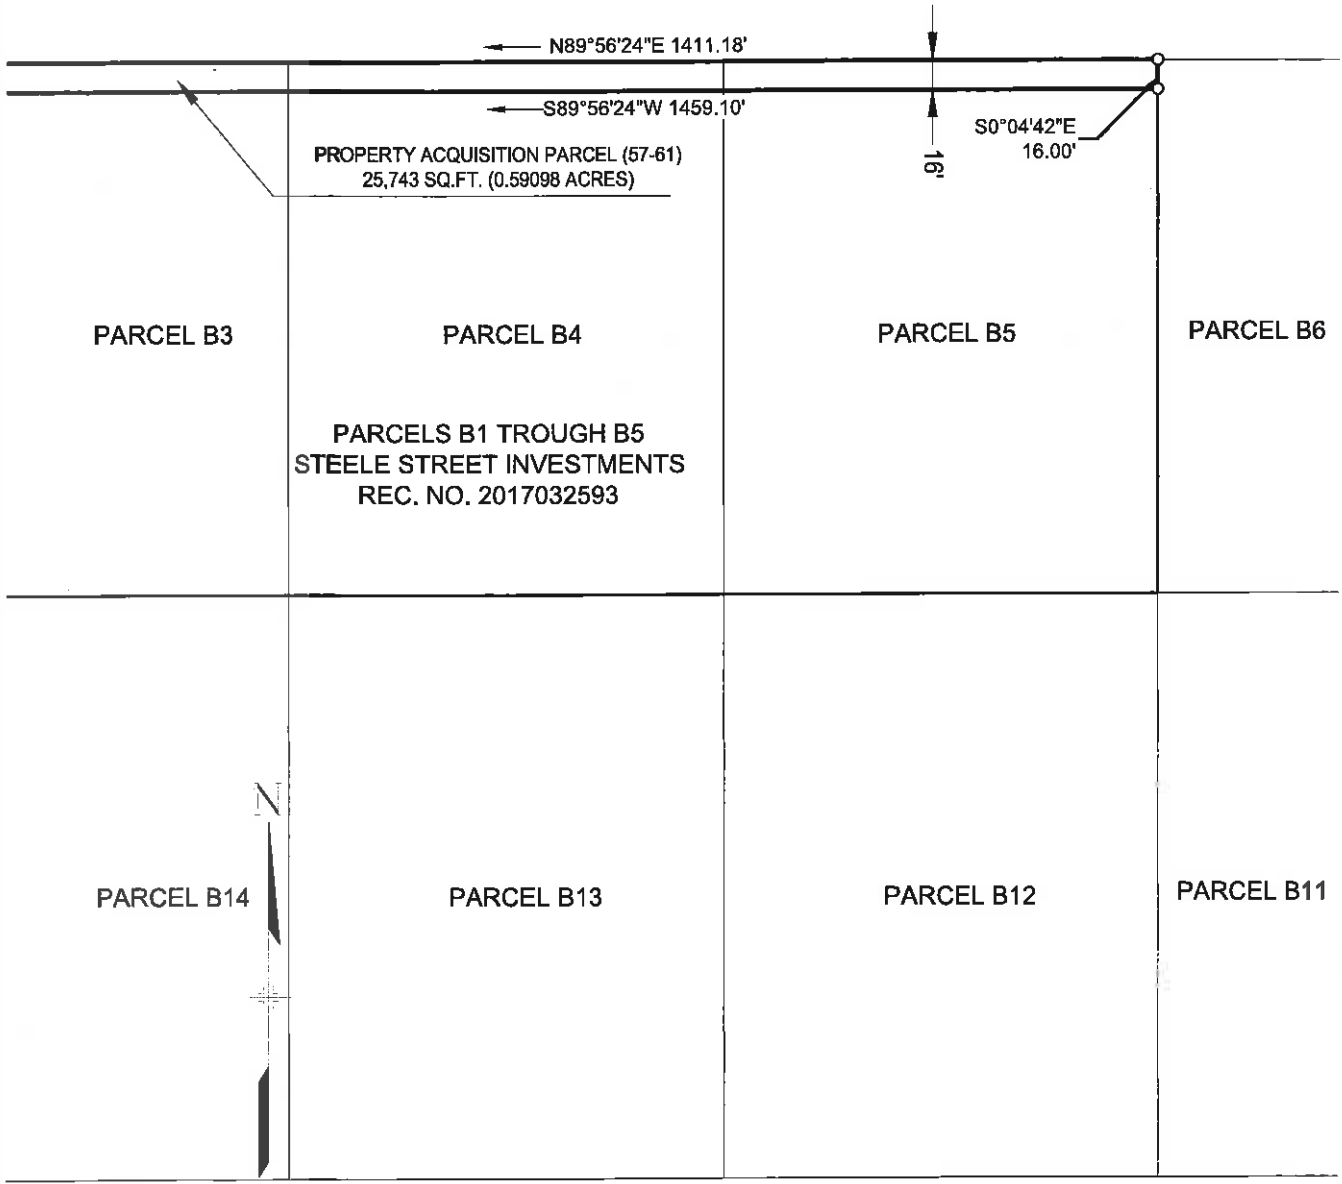 N89°56'24"E 1411.18'
S89°56'24"W 1459.10'
S0°04'42"E
16.00'
16'
PROPERTY ACQUISITION PARCEL (57-61)
25,743 SQ.FT. (0.59098 ACRES)
PARCEL B3
PARCEL B4
PARCEL B5
PARCEL B6
PARCELS B1 TROUGH B5
STEELE STREET INVESTMENTS
REC. NO. 2017032593
N
PARCEL B14
PARCEL B13
PARCEL B12
PARCEL B11